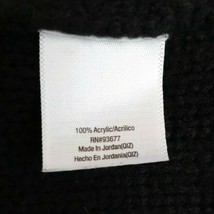 100% Acrylic/Acrilico
RN#93677
Made In Jordan(QIZ)
Hecho En Jordania(QIZ)